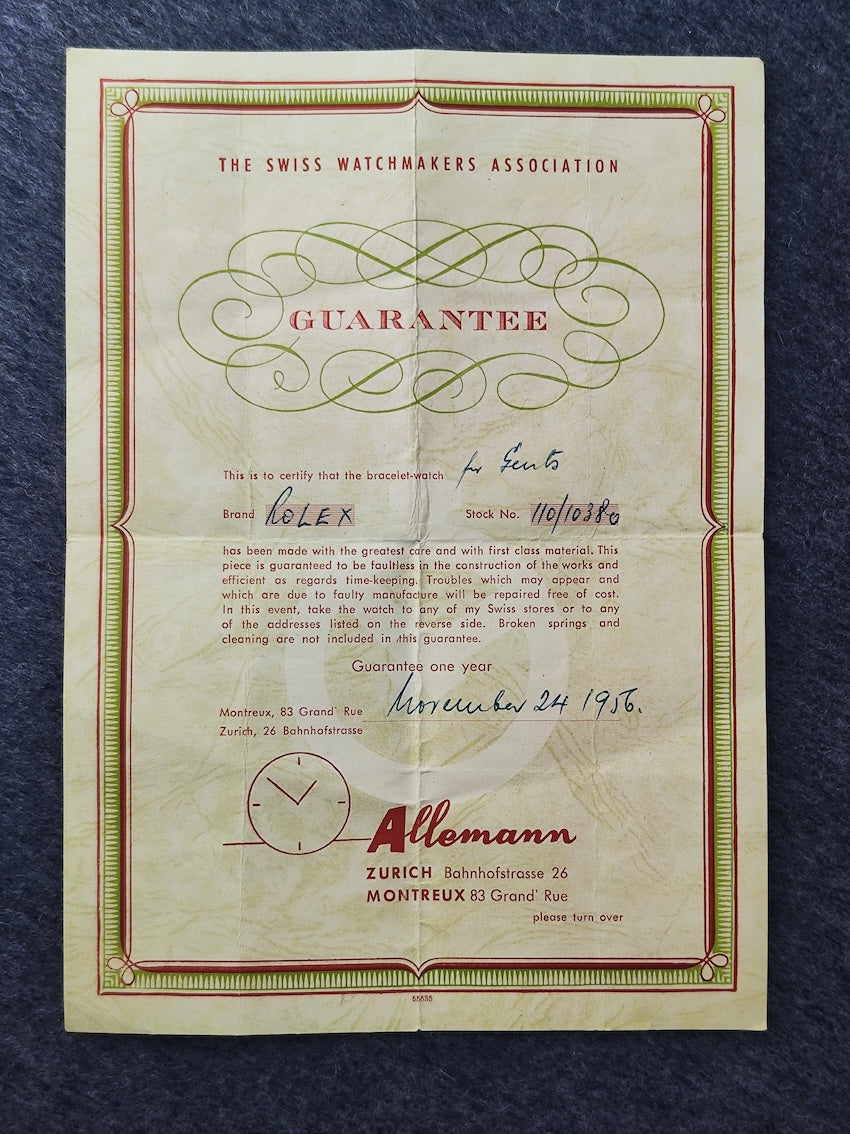 THE SWISS WATCHMAKERS ASSOCIATION
GUARANTEE
This is to certify that the bracelet-watch for Gents
Brand ROLEX Stock No. 110/10380
has been made with the greatest care and with first class material. This
piece is guaranteed to be faultless in the construction of the works and
efficient as regards time-keeping. Troubles which may appear and
which are due to faulty manufacture will be repaired free of cost.
In this event, take the watch to any of my Swiss stores or to any
of the addresses listed on the reverse side. Broken springs and
cleaning are not included in this guarantee.
Guarantee one year
Montreux, 83 Grand' Rue November 24 1956.
Zurich, 26 Bahnhofstrasse
Allemann
ZURICH Bahnhofstrasse 26
MONTREUX 83 Grand' Rue
please turn over
55635